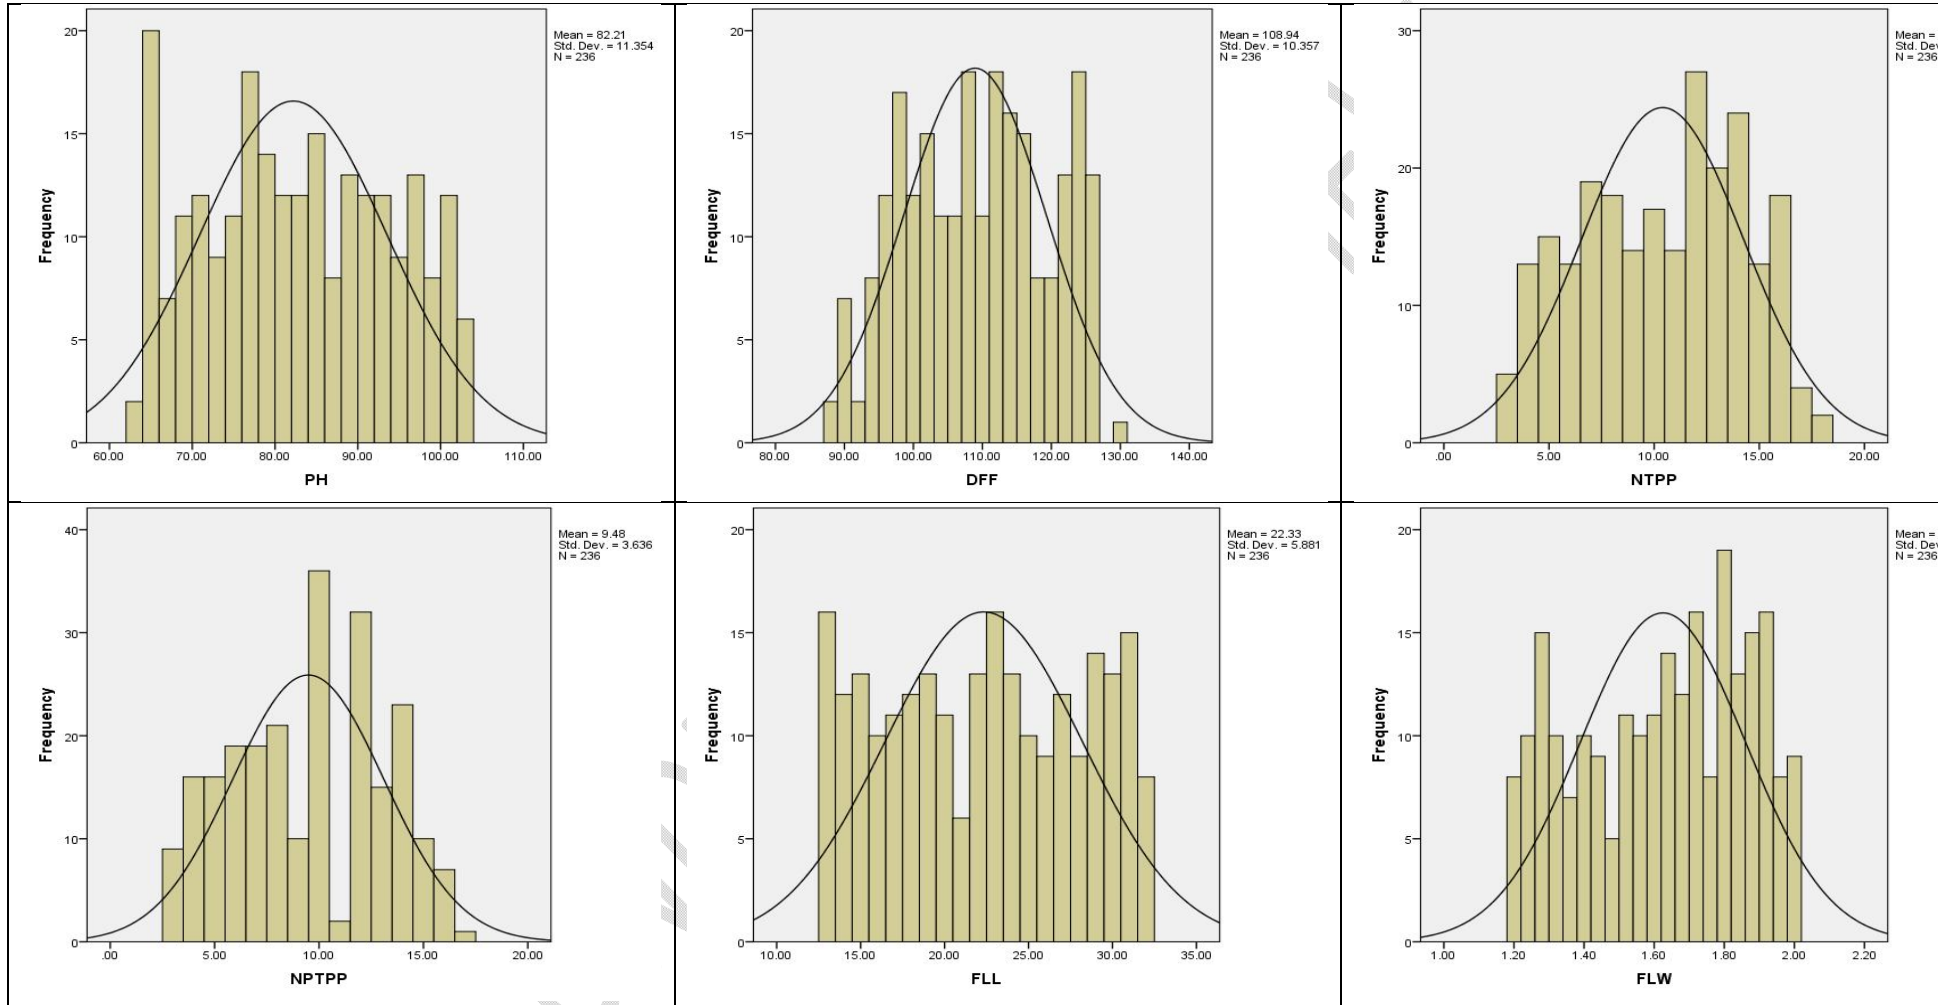 Mean = 82.21
Std. Dev. = 11.354
N = 236
20
15
10
5
0
Frequency
60.00 70.00 80.00 90.00 100.00 110.00
PH
Mean = 108.94
Std. Dev. = 10.357
N = 236
20
15
10
5
0
Frequency
80.00 90.00 100.00 110.00 120.00 130.00 140.00
DFF
Mean =
Std. Dev
N = 236
30
20
10
0
Frequency
.00 5.00 10.00 15.00 20.00
NTPP
Mean = 9.48
Std. Dev. = 3.636
N = 236
40
30
20
10
0
Frequency
.00 5.00 10.00 15.00 20.00
NPTPP
Mean = 22.33
Std. Dev. = 5.881
N = 236
20
15
10
5
0
Frequency
10.00 15.00 20.00 25.00 30.00 35.00
FLL
Mean =
Std. Dev
N = 236
20
15
10
5
0
Frequency
1.00 1.20 1.40 1.60 1.80 2.00 2.20
FLW